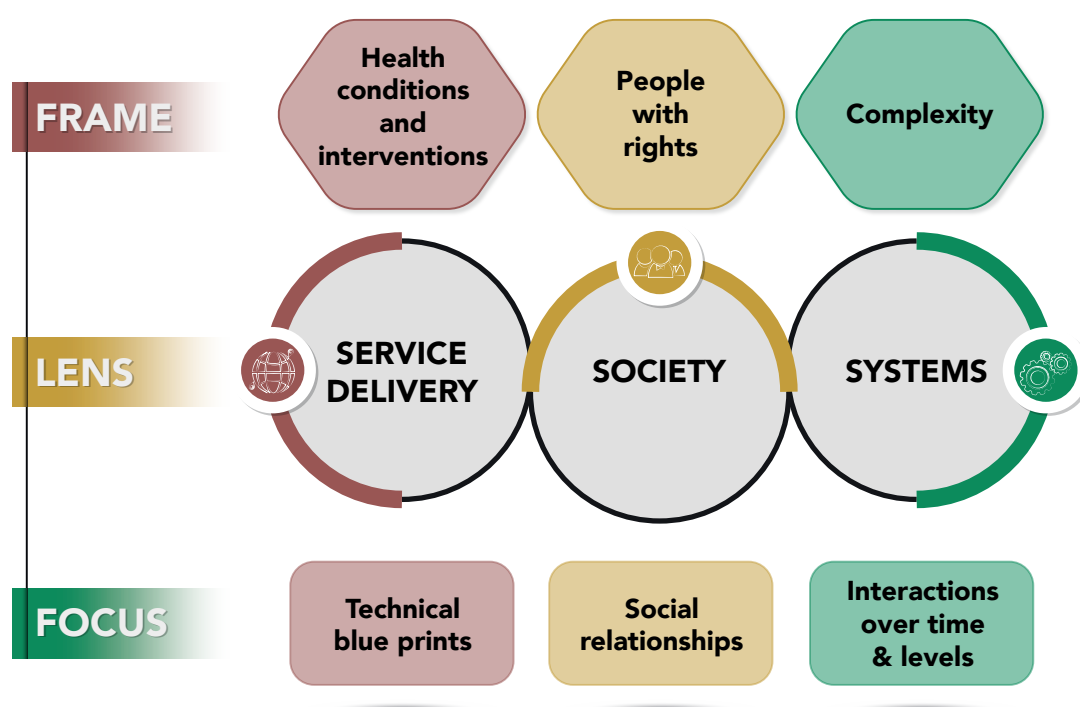 FRAME
Health
conditions
and
interventions
People
with
rights
Complexity
LENS
SERVICE
DELIVERY
SOCIETY
SYSTEMS
FOCUS
Technical
blue prints
Social
relationships
Interactions
over time
& levels